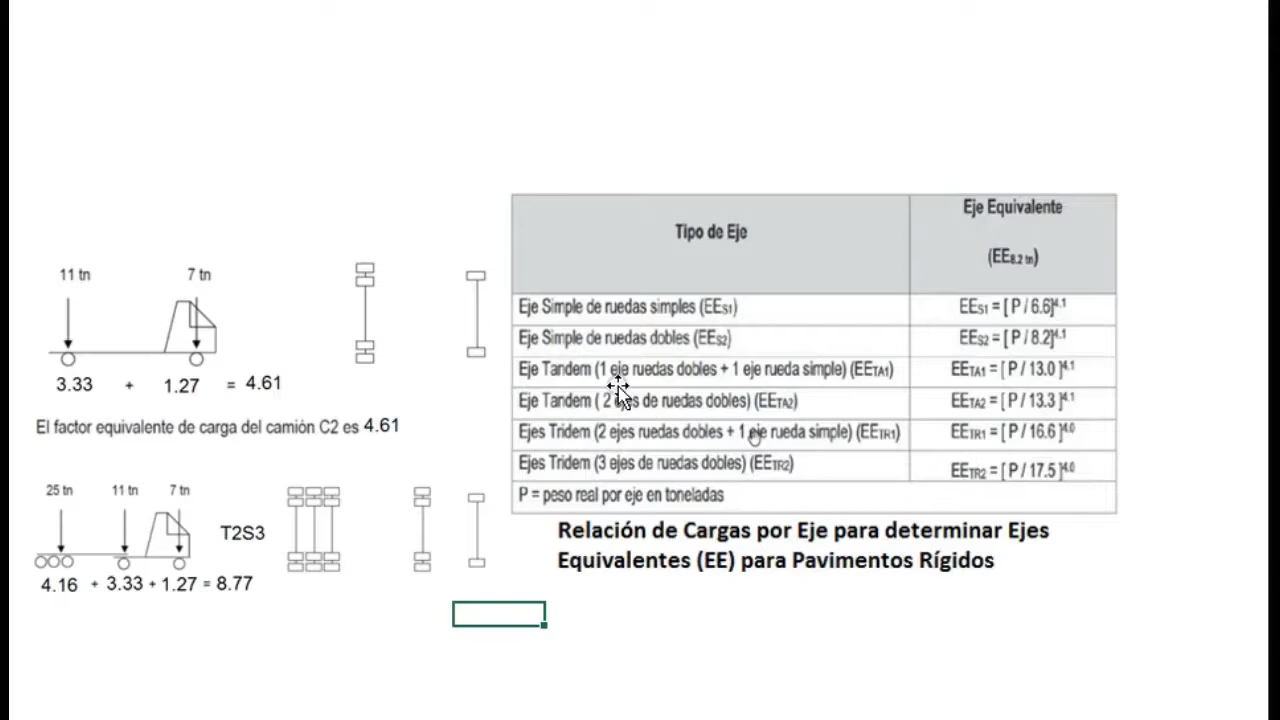 11 tn 7 tn
3.33 + 1.27 = 4.61
El factor equivalente de carga del camión C2 es 4.61
25 tn 11 tn 7 tn
T2S3
4.16 + 3.33 + 1.27 = 8.77
Tipo de Eje
Eje Equivalente
(EE8.2 tn)
Eje Simple de ruedas simples (EES1) EES1 = [ P / 6.6]4.1
Eje Simple de ruedas dobles (EES2) EES2 = [ P / 8.2]4.1
Eje Tandem (1 eje ruedas dobles + 1 eje rueda simple) (EETA1) EETA1 = [ P / 13.0 ]4.1
Eje Tandem ( 2 ejes de ruedas dobles) (EETA2) EETA2 = [ P / 13.3 ]4.1
Ejes Tridem (2 ejes ruedas dobles + 1 eje rueda simple) (EETR1) EETR1 = [ P / 16.6 ]4.0
Ejes Tridem (3 ejes de ruedas dobles) (EETR2) EETR2 = [ P / 17.5 ]4.0
P = peso real por eje en toneladas
Relación de Cargas por Eje para determinar Ejes
Equivalentes (EE) para Pavimentos Rígidos